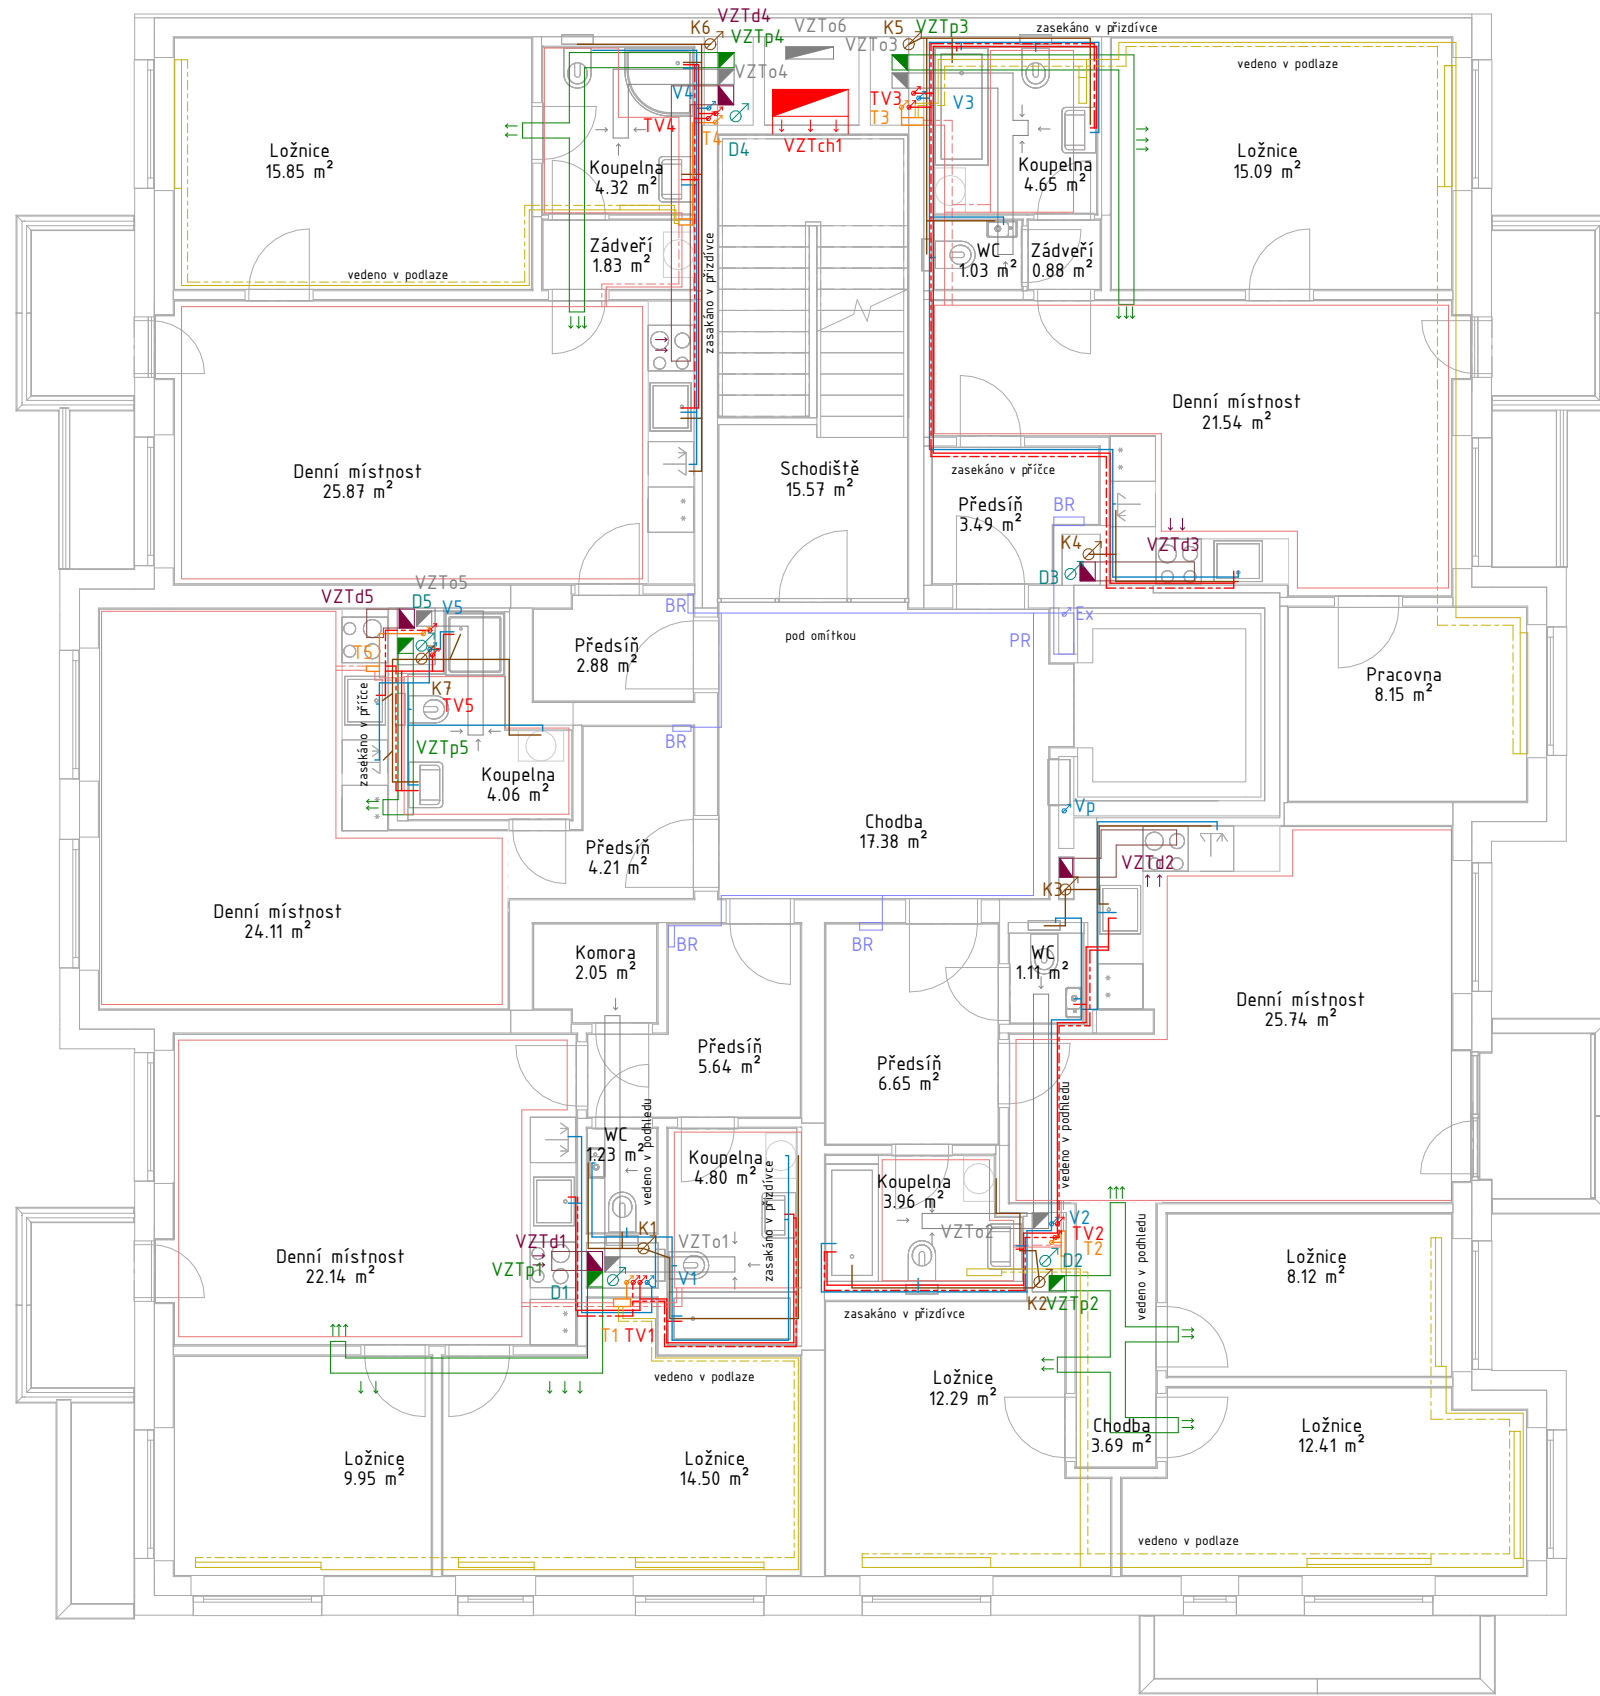 VZTd4
K6
VZTp4
VZTo6
VZTo3
K5
VZTp3
zasekáno v přizdívce
VZTo4
V4
TV4
T4
D4
VZTch1
TV3
T3
V3
vedeno v podlaze
Ložnice
15.85 m²
Koupelna
4.32 m²
Koupelna
4.65 m²
Ložnice
15.09 m²
Zádveří
1.83 m²
WC
1.03 m²
Zádveří
0.88 m²
vedeno v podlaze
zasakáno v přizdívce
Denní místnost
25.87 m²
Schodiště
15.57 m²
Denní místnost
21.54 m²
zasekáno v příčce
Předsíň
3.49 m²
BR
K4
D3
VZTd3
VZTo5
VZTd5
D5
V5
T5
K7
TV5
VZTp5
zasekáno v příčce
BR
Předsíň
2.88 m²
pod omítkou
PR
Ex
Pracovna
8.15 m²
BR
Koupelna
4.06 m²
Předsíň
4.21 m²
Chodba
17.38 m²
Vp
VZTd2
K3
Denní místnost
24.11 m²
BR
BR
Komora
2.05 m²
WC
1.11 m²
Denní místnost
25.74 m²
Předsíň
5.64 m²
Předsíň
6.65 m²
vedeno v podhledu
vedeno v podhledu
WC
1.23 m²
Koupelna
4.80 m²
zasakáno v přizdívce
Koupelna
3.96 m²
VZTo2
V2
TV2
T2
D2
K2
VZTp2
vedeno v podhledu
Denní místnost
22.14 m²
VZTd1
VZTp1
D1
K1
VZTo1
V1
T1
TV1
zasakáno v přizdívce
Ložnice
8.12 m²
vedeno v podlaze
Ložnice
12.29 m²
Chodba
3.69 m²
Ložnice
12.41 m²
Ložnice
9.95 m²
Ložnice
14.50 m²
vedeno v podlaze